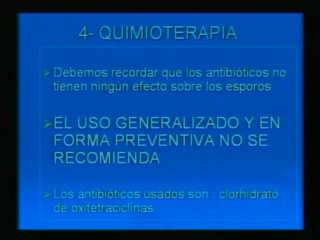 4- QUIMIOTERAPIA
Debemos recordar que los antibióticos no
tienen ningún efecto sobre los esporos
EL USO GENERALIZADO Y EN
FORMA PREVENTIVA NO SE
RECOMIENDA
Los antibióticos usados son : clorhidrato
de oxitetraciclinas